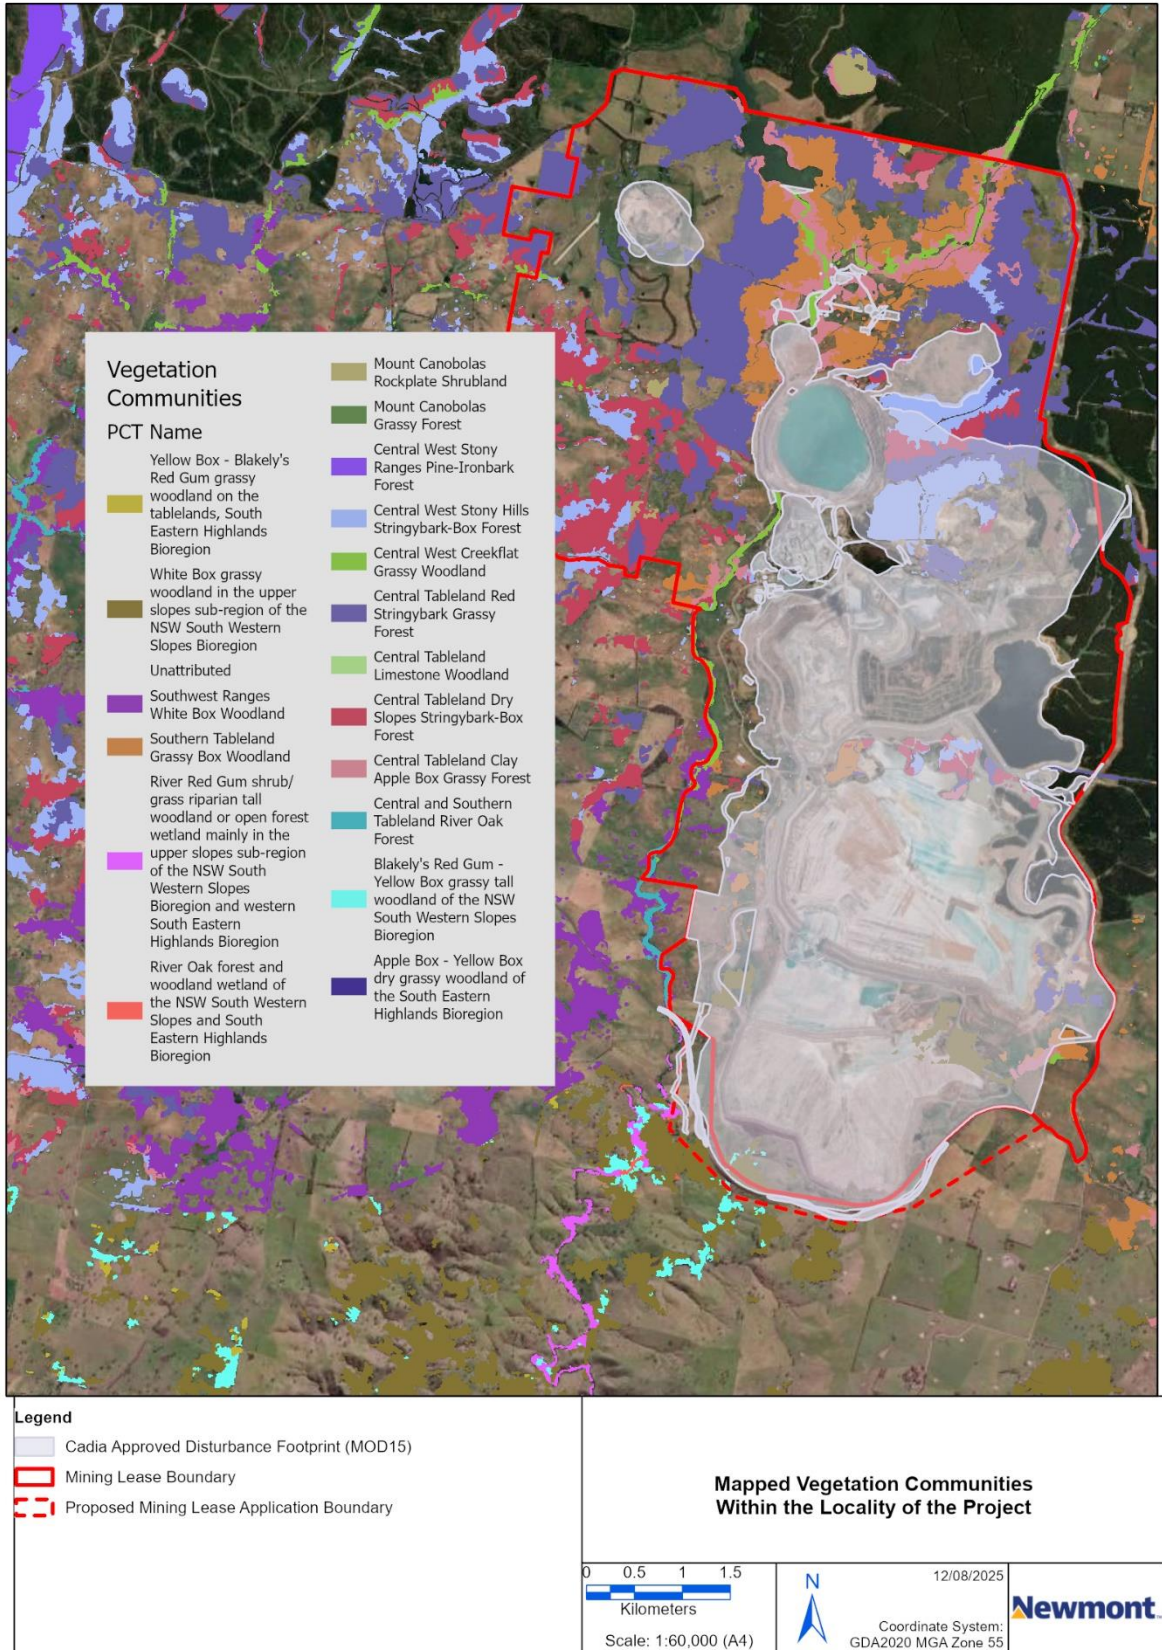 Vegetation
Communities
PCT Name
Yellow Box - Blakely's
Red Gum grassy
woodland on the
tablelands, South
Eastern Highlands
Bioregion
White Box grassy
woodland in the upper
slopes sub-region of the
NSW South Western
Slopes Bioregion
Unattributed
Southwest Ranges
White Box Woodland
Southern Tableland
Grassy Box Woodland
River Red Gum shrub/
grass riparian tall
woodland or open forest
wetland mainly in the
upper slopes sub-region
of the NSW South
Western Slopes
Bioregion and western
South Eastern
Highlands Bioregion
River Oak forest and
woodland wetland of
the NSW South Western
Slopes and South
Eastern Highlands
Bioregion
Mount Canobolas
Rockplate Shrubland
Mount Canobolas
Grassy Forest
Central West Stony
Ranges Pine-Ironbark
Forest
Central West Stony Hills
Stringybark-Box Forest
Central West Creekflat
Grassy Woodland
Central Tableland Red
Stringybark Grassy
Forest
Central Tableland
Limestone Woodland
Central Tableland Dry
Slopes Stringybark-Box
Forest
Central Tableland Clay
Apple Box Grassy Forest
Central and Southern
Tableland River Oak
Forest
Blakely's Red Gum -
Yellow Box grassy tall
woodland of the NSW
South Western Slopes
Bioregion
Apple Box - Yellow Box
dry grassy woodland of
the South Eastern
Highlands Bioregion
Legend
Cadia Approved Disturbance Footprint (MOD15)
Mining Lease Boundary
Proposed Mining Lease Application Boundary
Mapped Vegetation Communities
Within the Locality of the Project
0 0.5 1 1.5
Kilometers
Scale: 1:60,000 (A4)
N
12/08/2025
Coordinate System:
GDA2020 MGA Zone 55
Newmont